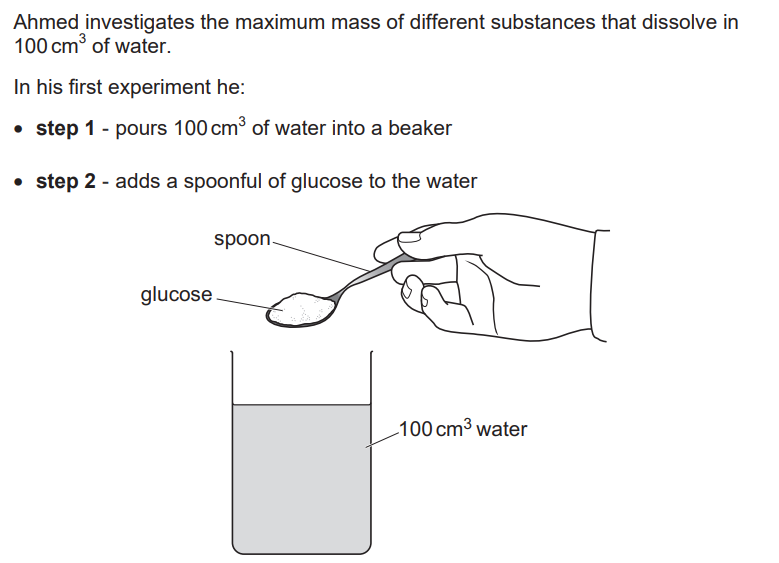 Ahmed investigates the maximum mass of different substances that dissolve in
100 cm³ of water.
In his first experiment he:
• step 1 - pours 100 cm³ of water into a beaker
• step 2 - adds a spoonful of glucose to the water
spoon
glucose
100 cm³ water